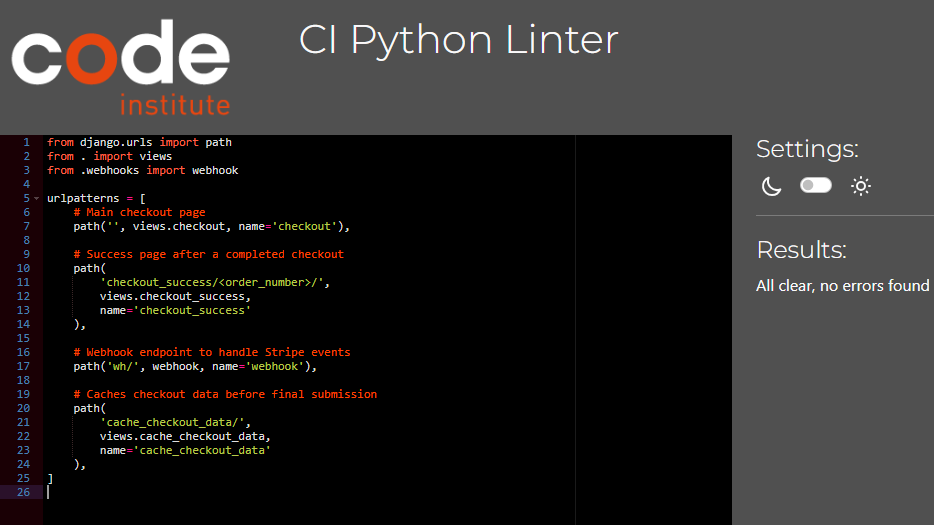 code
institute
CI Python Linter
1 from django.urls import path
2 from . import views
3 from .webhooks import webhook
4
5 urlpatterns = [
6     # Main checkout page
7     path('', views.checkout, name='checkout'),
8
9     # Success page after a completed checkout
10     path(
11         'checkout_success/<order_number>/',
12         views.checkout_success,
13         name='checkout_success'
14     ),
15
16     # Webhook endpoint to handle Stripe events
17     path('wh/', webhook, name='webhook'),
18
19     # Caches checkout data before final submission
20     path(
21         'cache_checkout_data/',
22         views.cache_checkout_data,
23         name='cache_checkout_data'
24     ),
25 ]
26
Settings:
Results:
All clear, no errors found